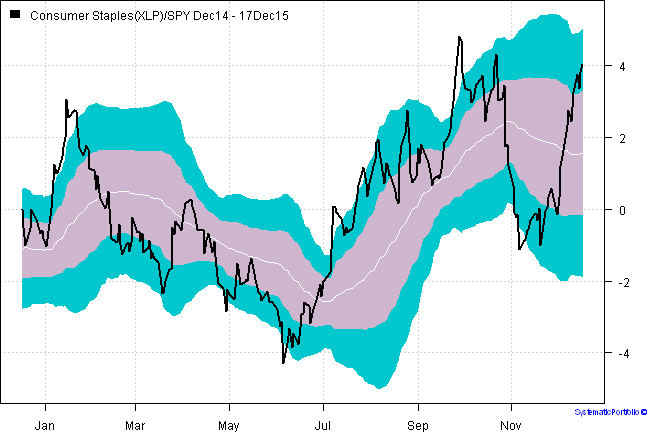 Consumer Staples(XLP)/SPY Dec14 - 17Dec15
4
2
0
-2
-4
Jan Mar May Jul Sep Nov
SystematicPortfolio ©